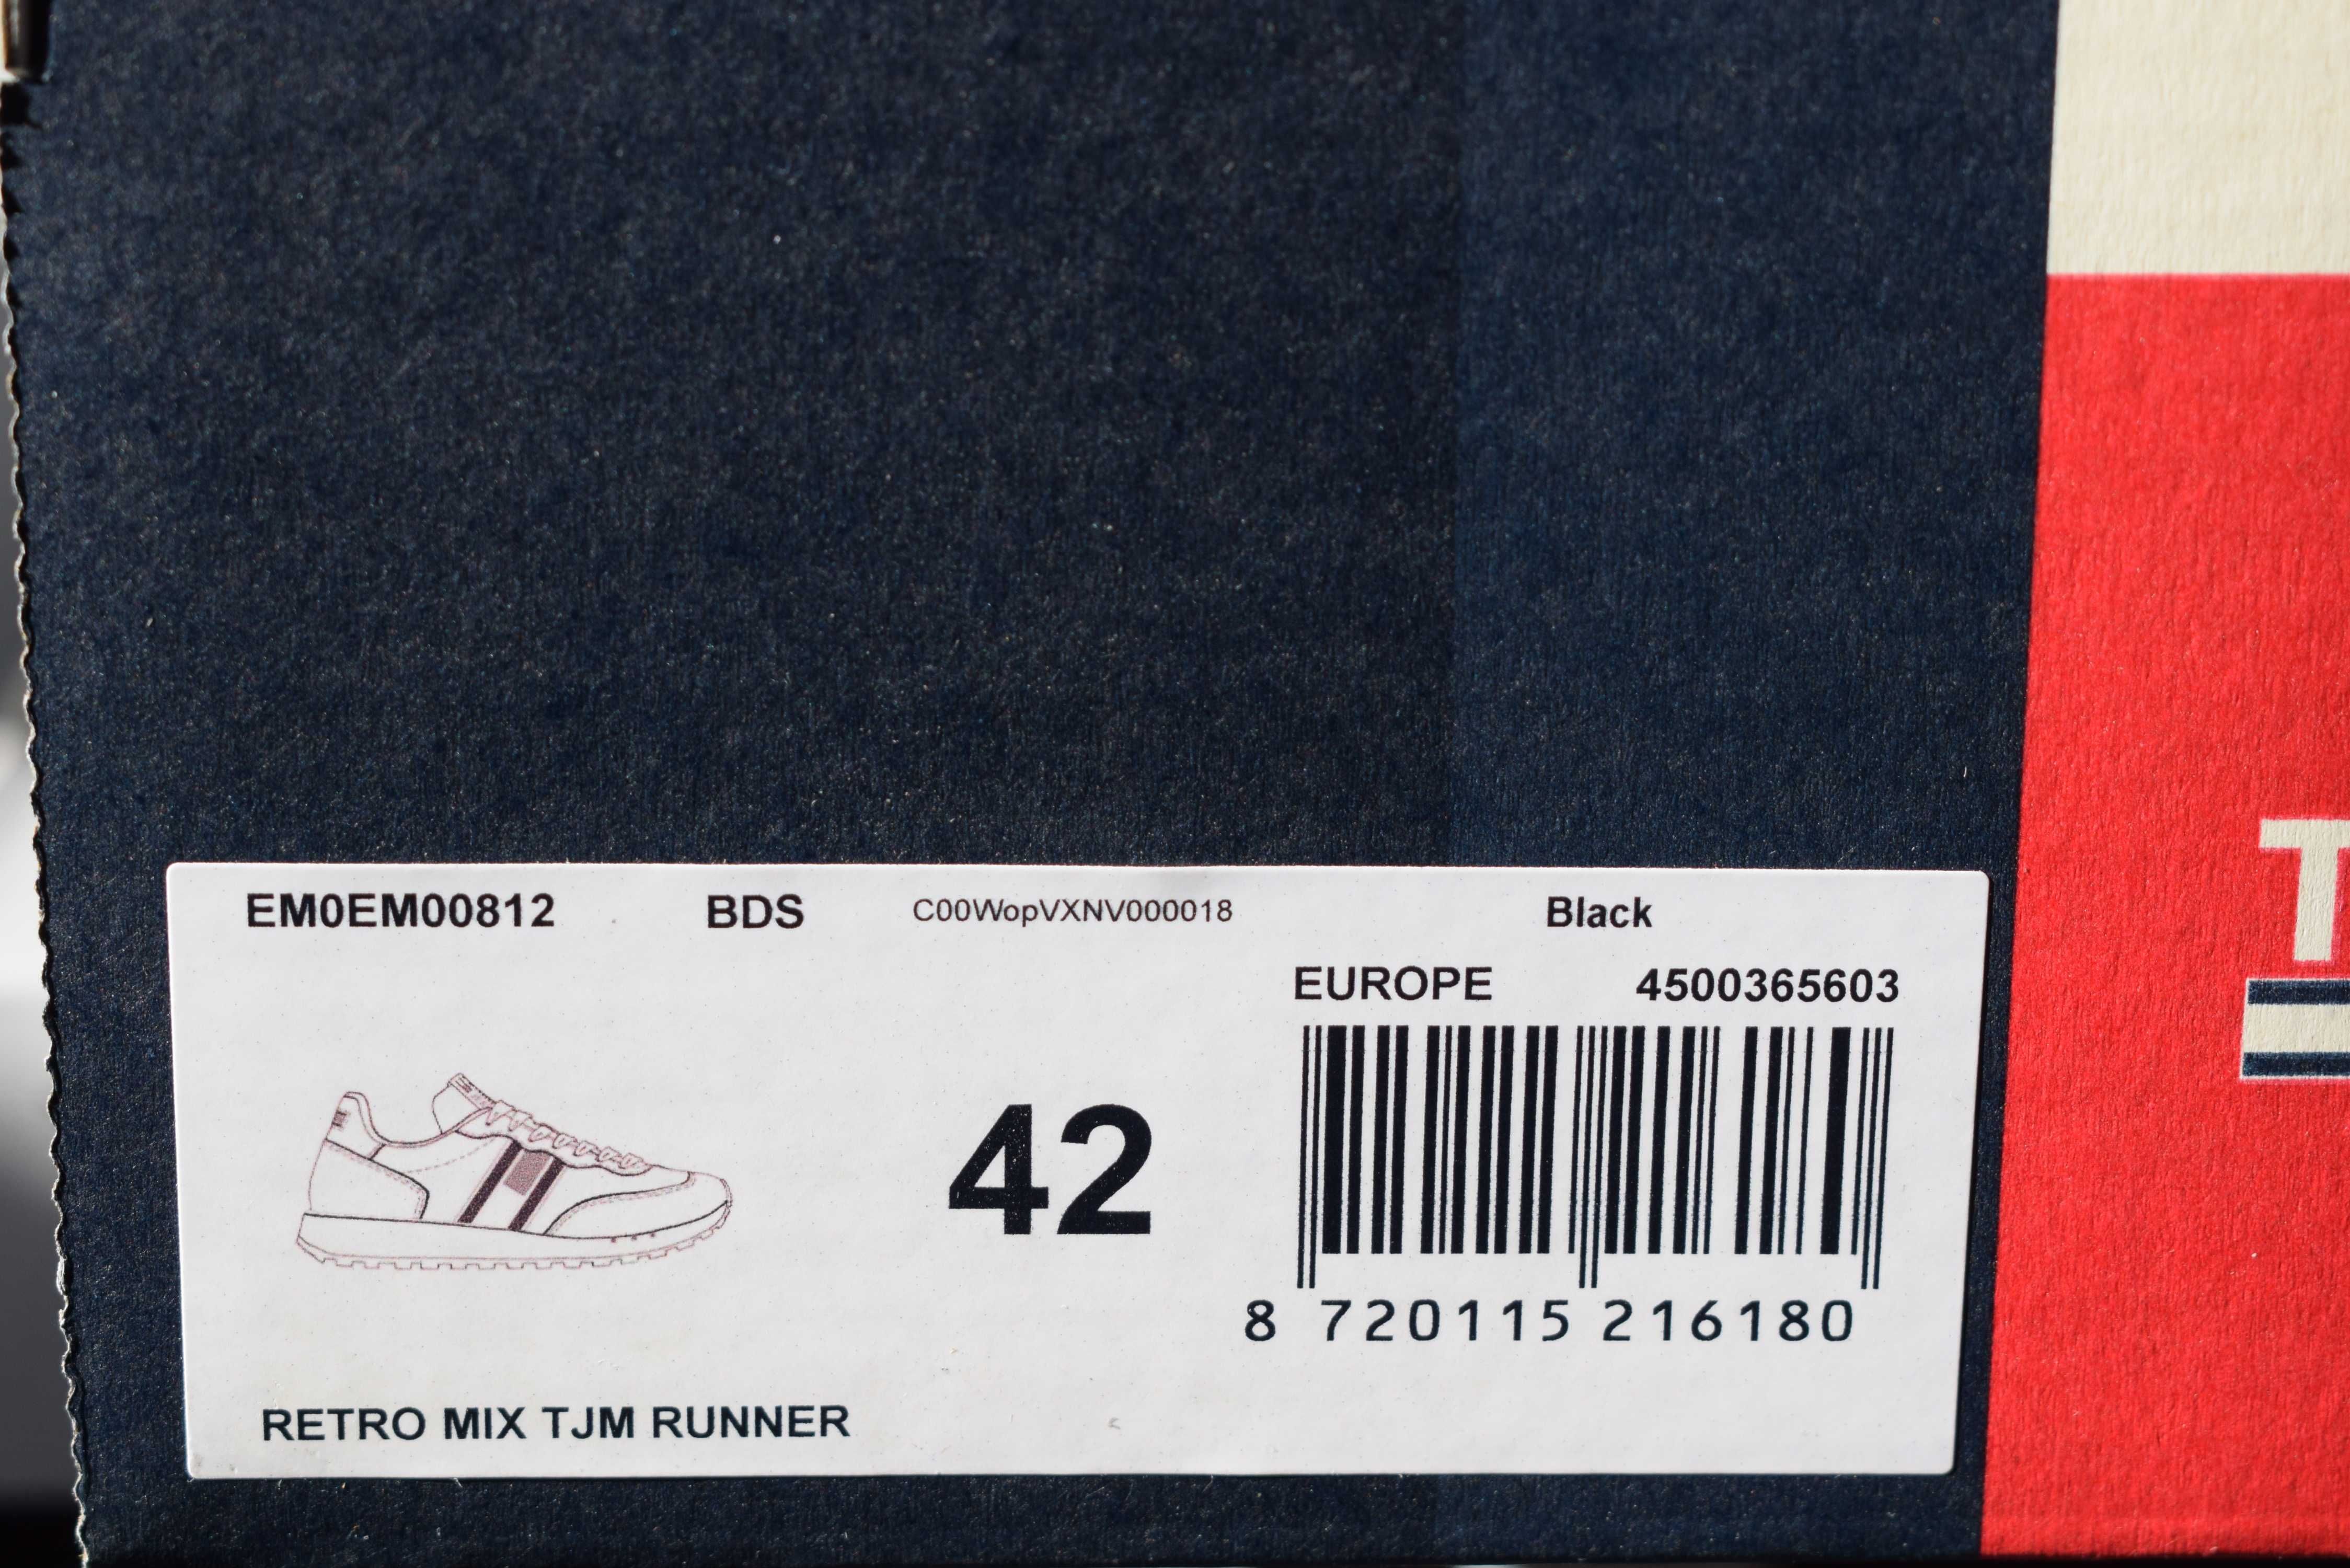 EM0EM00812 BDS C00WopVXNV000018 Black
EUROPE 4500365603
42
8 720115 216180
RETRO MIX TJM RUNNER
T